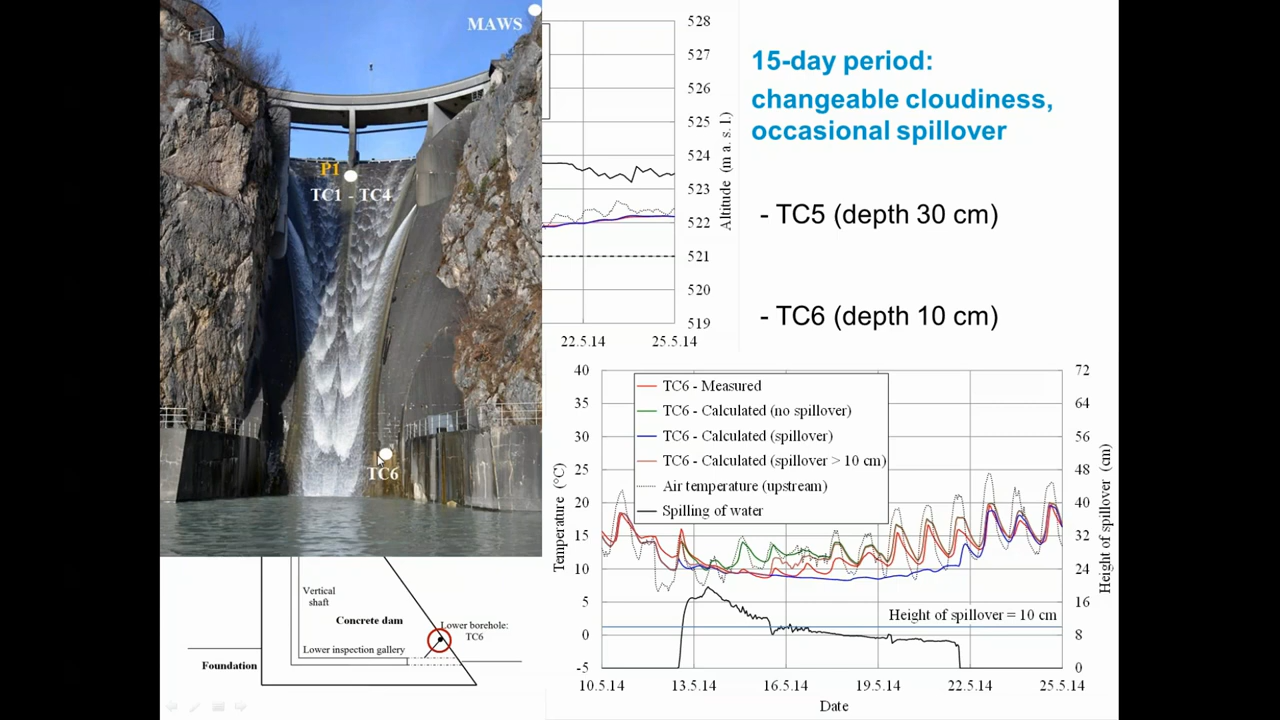 MAWS
P1
TC1 - TC4
TC6
528
527
526
525
524
523
522
521
520
519
Altitude (m a. s. l.)
22.5.14
25.5.14
15-day period:
changeable cloudiness,
occasional spillover
- TC5 (depth 30 cm)
- TC6 (depth 10 cm)
Vertical
shaft
Concrete dam
Lower borehole:
TC6
Lower inspection gallery
Foundation
40
35
30
25
20
15
10
5
0
-5
Temperature (°C)
TC6 - Measured
TC6 - Calculated (no spillover)
TC6 - Calculated (spillover)
TC6 - Calculated (spillover > 10 cm)
Air temperature (upstream)
Spilling of water
Height of spillover = 10 cm
72
64
56
48
40
32
24
16
8
0
Height of spillover (cm)
10.5.14
13.5.14
16.5.14
19.5.14
22.5.14
25.5.14
Date